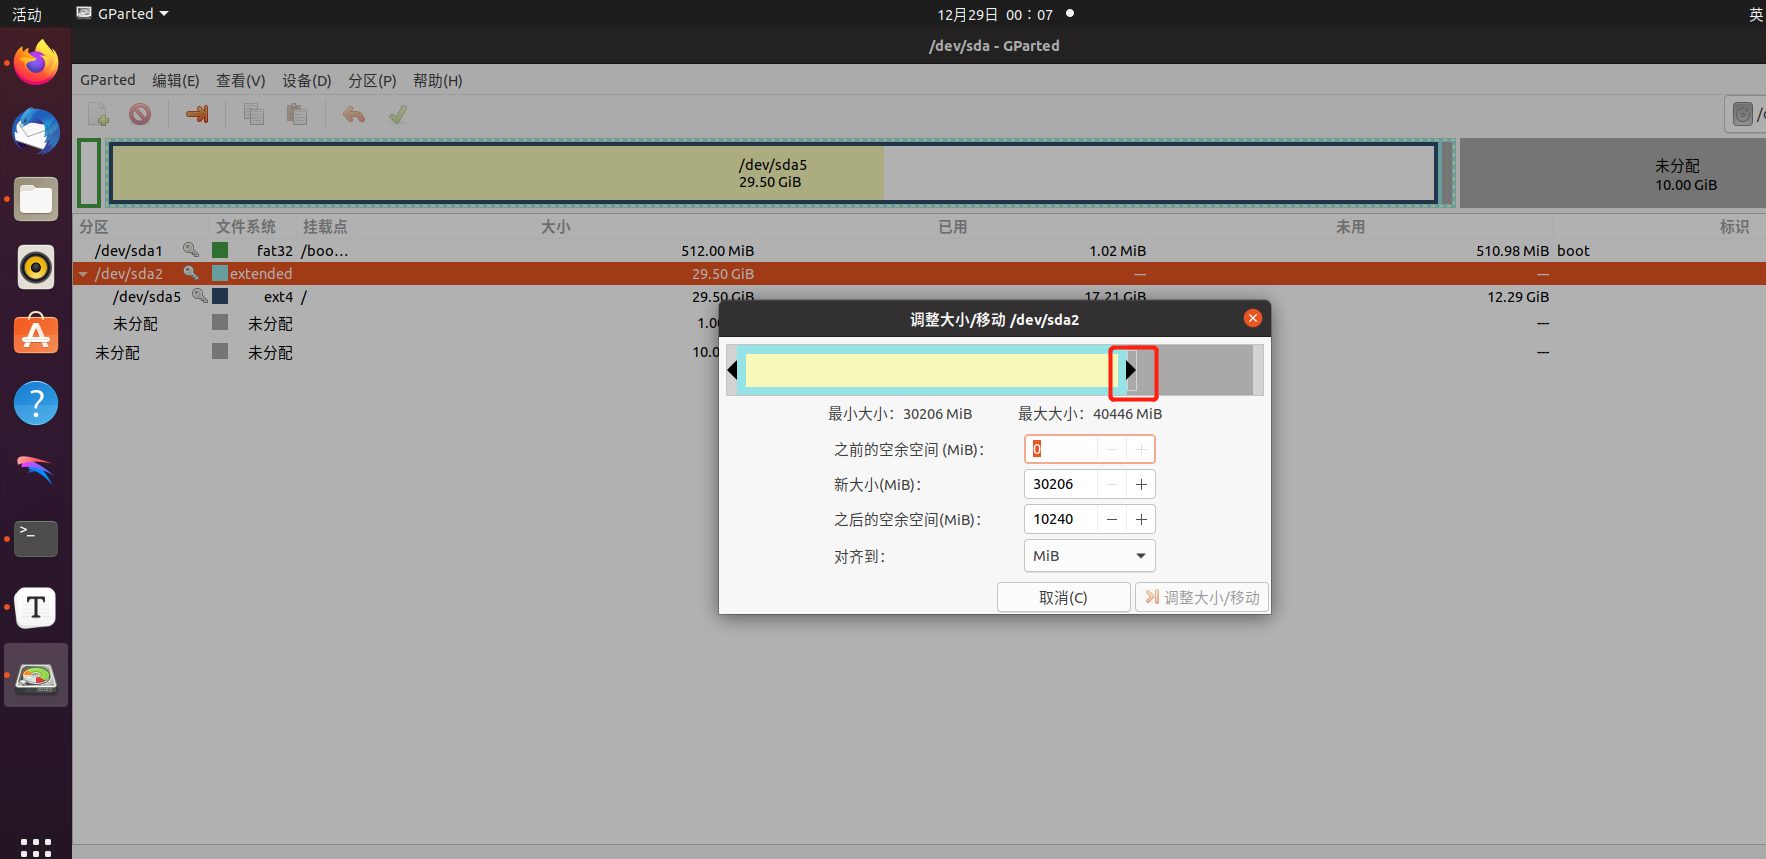 活动 GParted 12月29日 00：07 英
/dev/sda - GParted
GParted 编辑(E) 查看(V) 设备(D) 分区(P) 帮助(H)
/dev/sda5
29.50 GiB
未分配
10.00 GiB
分区 文件系统 挂载点 大小 已用 未用 标识
/dev/sda1 fat32 /boo... 512.00 MiB 1.02 MiB 510.98 MiB boot
/dev/sda2 extended 29.50 GiB --- ---
/dev/sda5 ext4 / 29.50 GiB 17.21 GiB 12.29 GiB
未分配 未分配 1.0 ---
未分配 未分配 10.0 ---
调整大小/移动 /dev/sda2
最小大小：30206 MiB 最大大小：40446 MiB
之前的空余空间 (MiB)： 0
新大小(MiB)： 30206
之后的空余空间(MiB)： 10240
对齐到： MiB
取消(C) 调整大小/移动